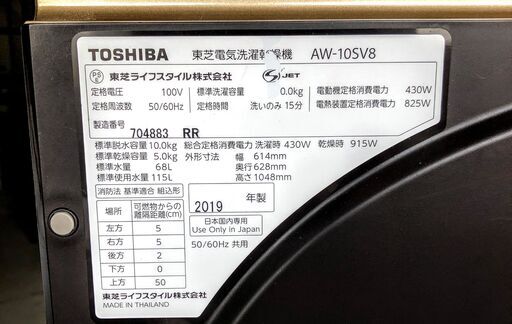 TOSHIBA 東芝電気洗濯乾燥機 AW-10SV8
PSE 東芝ライフスタイル株式会社 S-JET
定格電圧 100V 標準洗濯容量 0.0kg 電動機定格消費電力 430W
定格周波数 50/60Hz 定格時間 洗いのみ 15分 電熱装置定格消費電力 825W
製造番号 704883 RR
標準脱水容量 10.0kg 総合定格消費電力 洗濯時 430W 乾燥時 915W
標準乾燥容量 5.0kg 外形寸法 幅 614mm
標準水量 68L 奥行 628mm
標準使用水量 115L 高さ 1048mm
消防法 基準適合 組込形
場所 可燃物からの離隔距離(cm)
左方 5
右方 5
後方 2
下方 0
上方 50
2019 年製
日本国内専用
Use Only in Japan
50/60Hz 共用
東芝ライフスタイル株式会社
MADE IN THAILAND